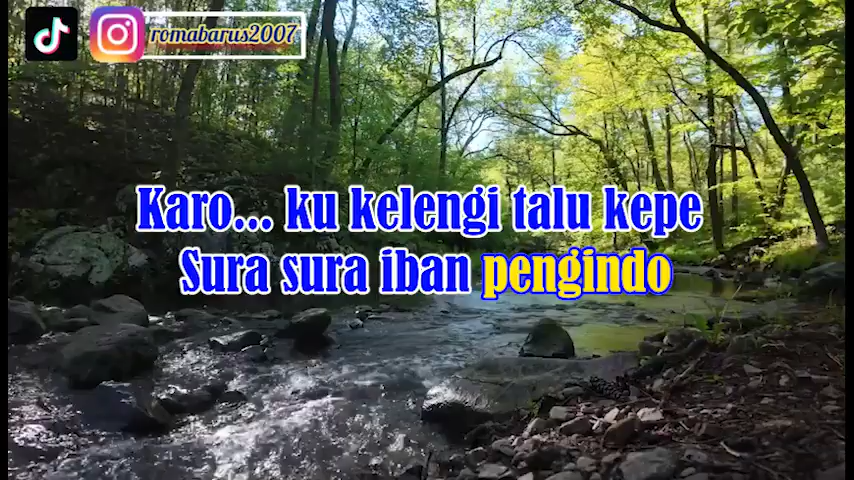 romabarus2007
Karo... ku kelengi talu kepe
Sura sura iban pengindo